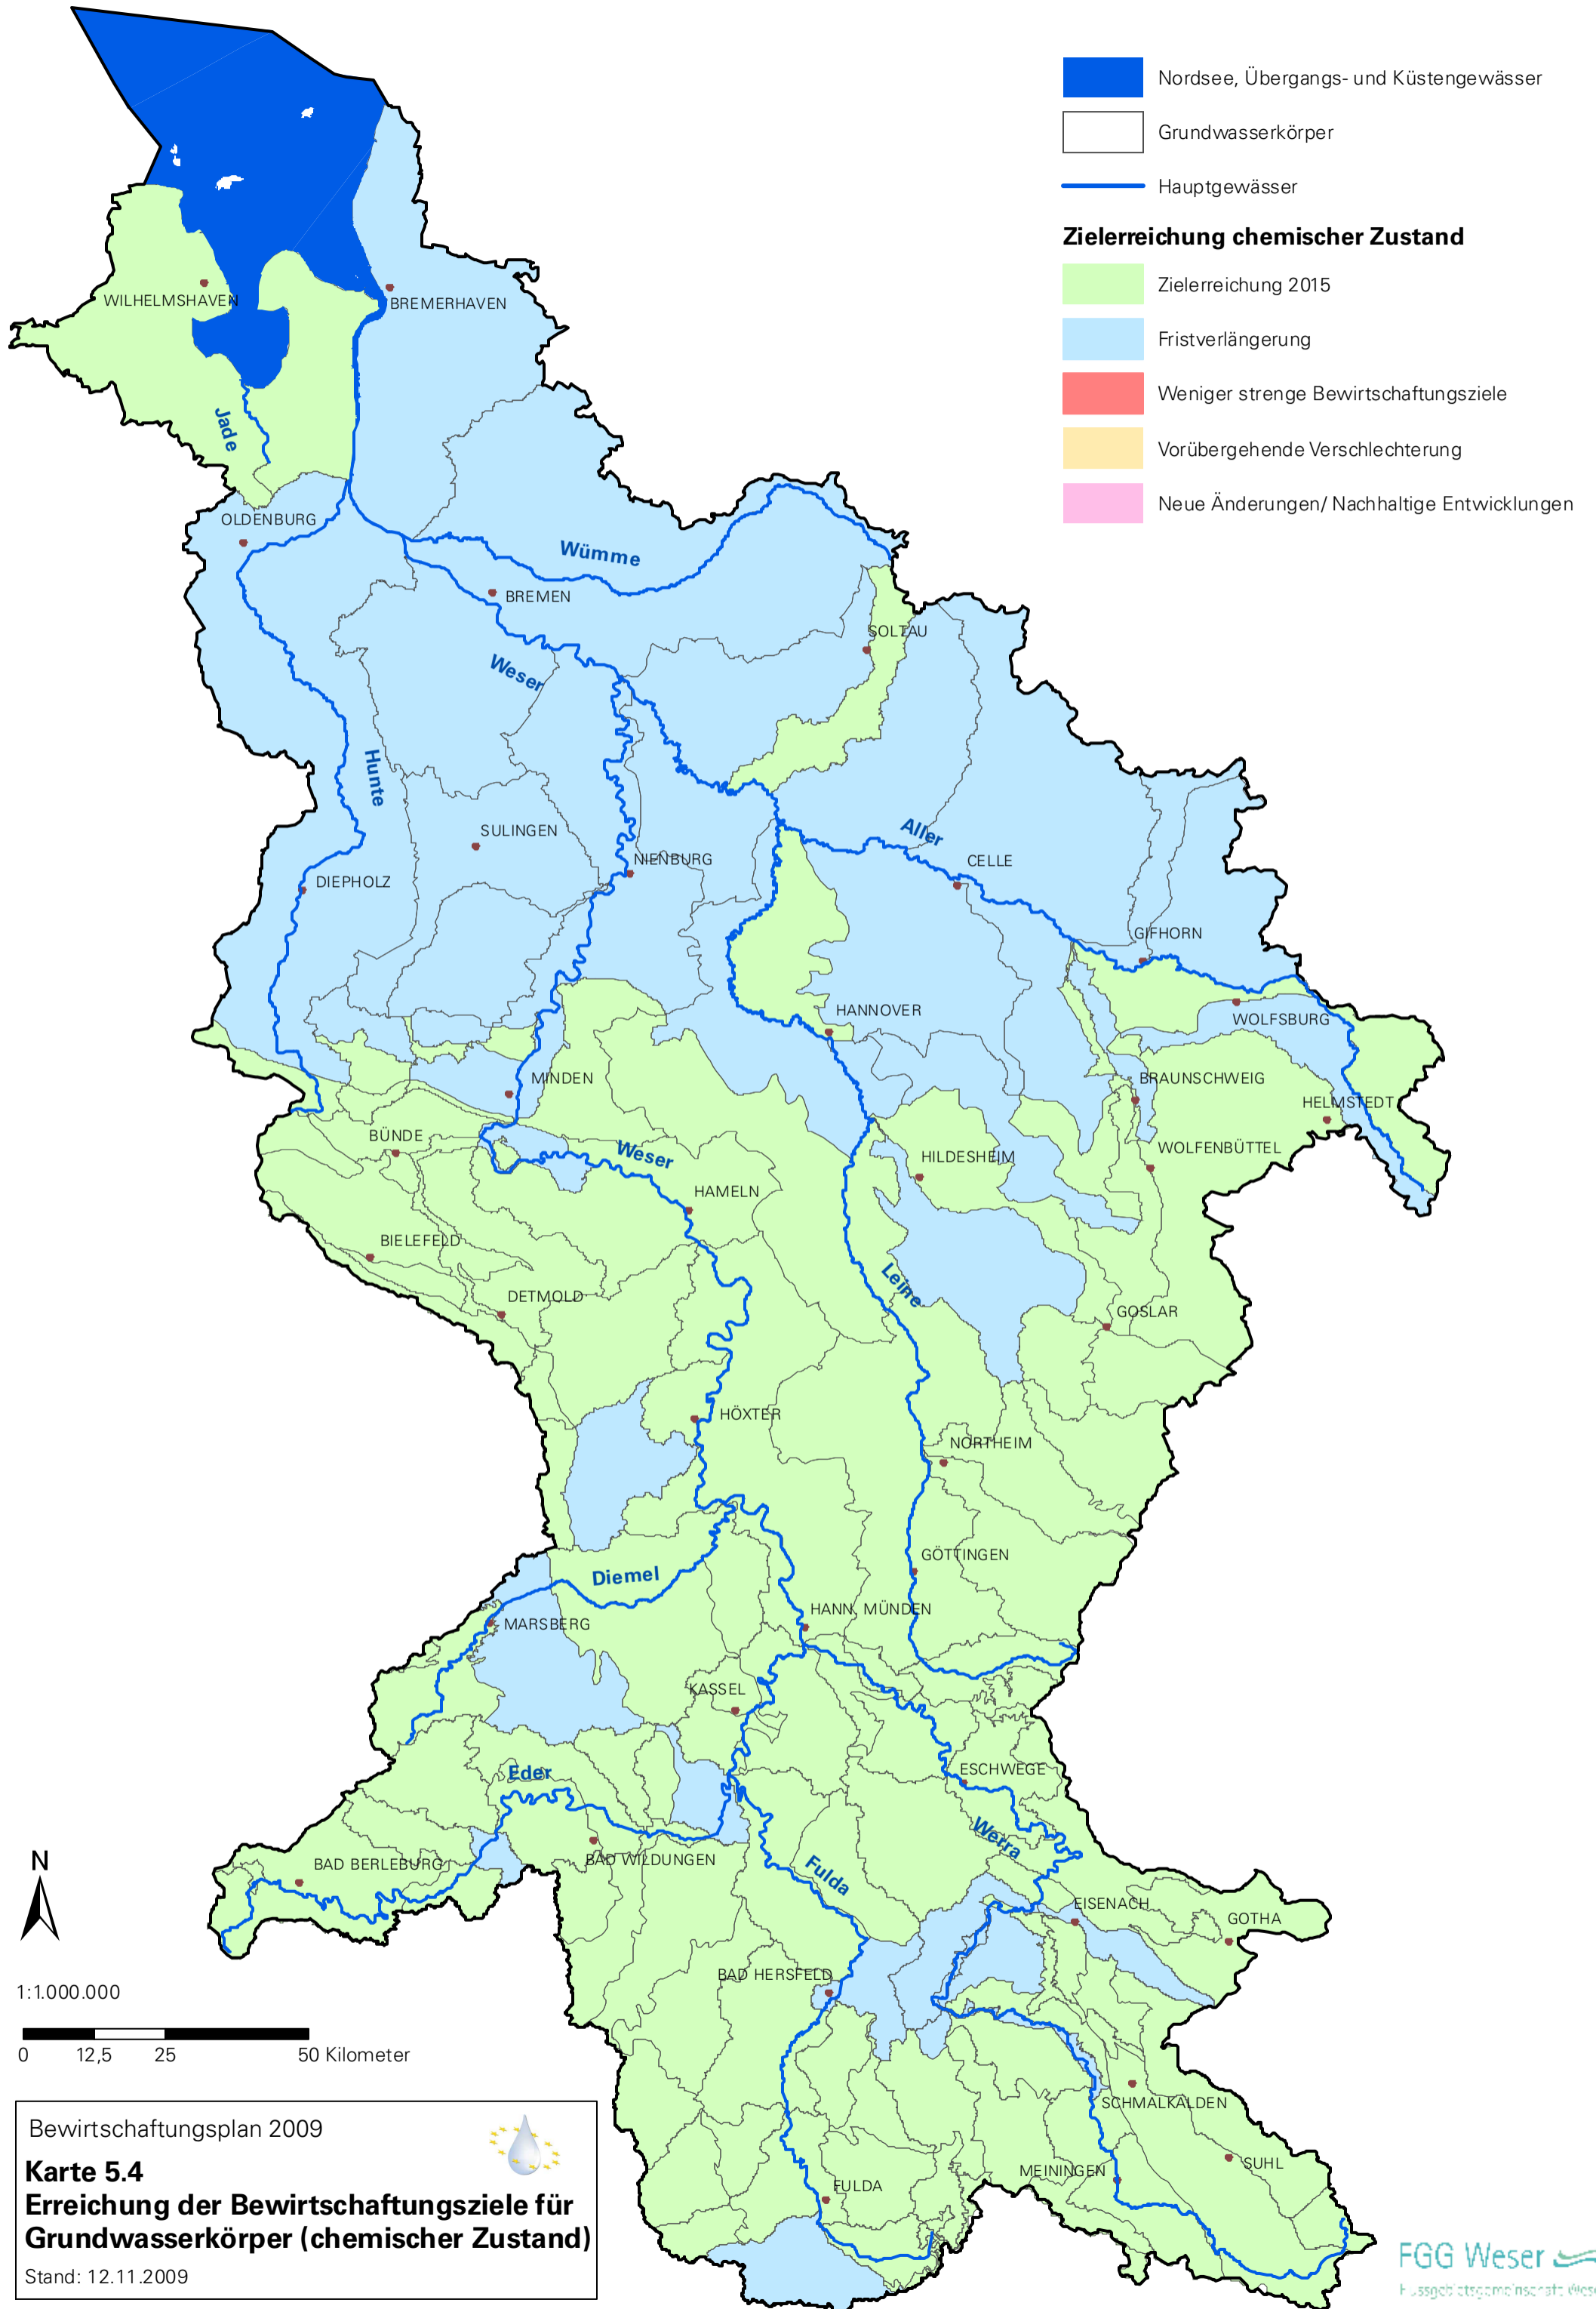 Nordsee, Übergangs- und Küstengewässer
Grundwasserkörper
Hauptgewässer
Zielerreichung chemischer Zustand
Zielerreichung 2015
Fristverlängerung
Weniger strenge Bewirtschaftungsziele
Vorübergehende Verschlechterung
Neue Änderungen/ Nachhaltige Entwicklungen
WILHELMSHAVEN
BREMERHAVEN
Jade
OLDENBURG
Wümme
BREMEN
SOLTAU
Weser
Hunte
SULINGEN
Aller
NIENBURG
CELLE
DIEPHOLZ
GIFHORN
HANNOVER
WOLFSBURG
MINDEN
BRAUNSCHWEIG
HELMSTEDT
BÜNDE
Weser
HILDESHEIM
WOLFENBÜTTEL
HAMELN
BIELEFELD
Leine
DETMOLD
GOSLAR
HÖXTER
NORTHEIM
GÖTTINGEN
Diemel
HANN. MÜNDEN
MARSBERG
KASSEL
Eder
ESCHWEGE
Werra
BAD BERLEBURG
BAD WILDUNGEN
Fulda
EISENACH
GOTHA
BAD HERSFELD
SCHMALKALDEN
MEININGEN
SUHL
FULDA
N
1:1.000.000
0 12,5 25 50 Kilometer
Bewirtschaftungsplan 2009
Karte 5.4
Erreichung der Bewirtschaftungsziele für
Grundwasserkörper (chemischer Zustand)
Stand: 12.11.2009
FGG Weser